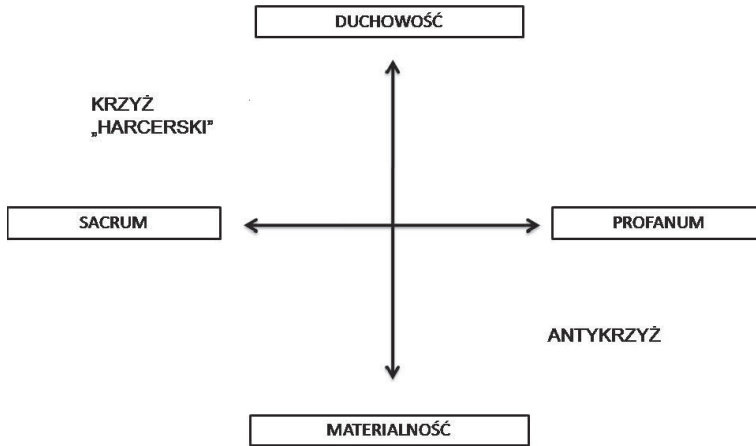 DUCHOWOŚĆ
KRZYŻ
„HARCERSKI”
SACRUM
PROFANUM
ANTYKRZYŻ
MATERIALNOŚĆ